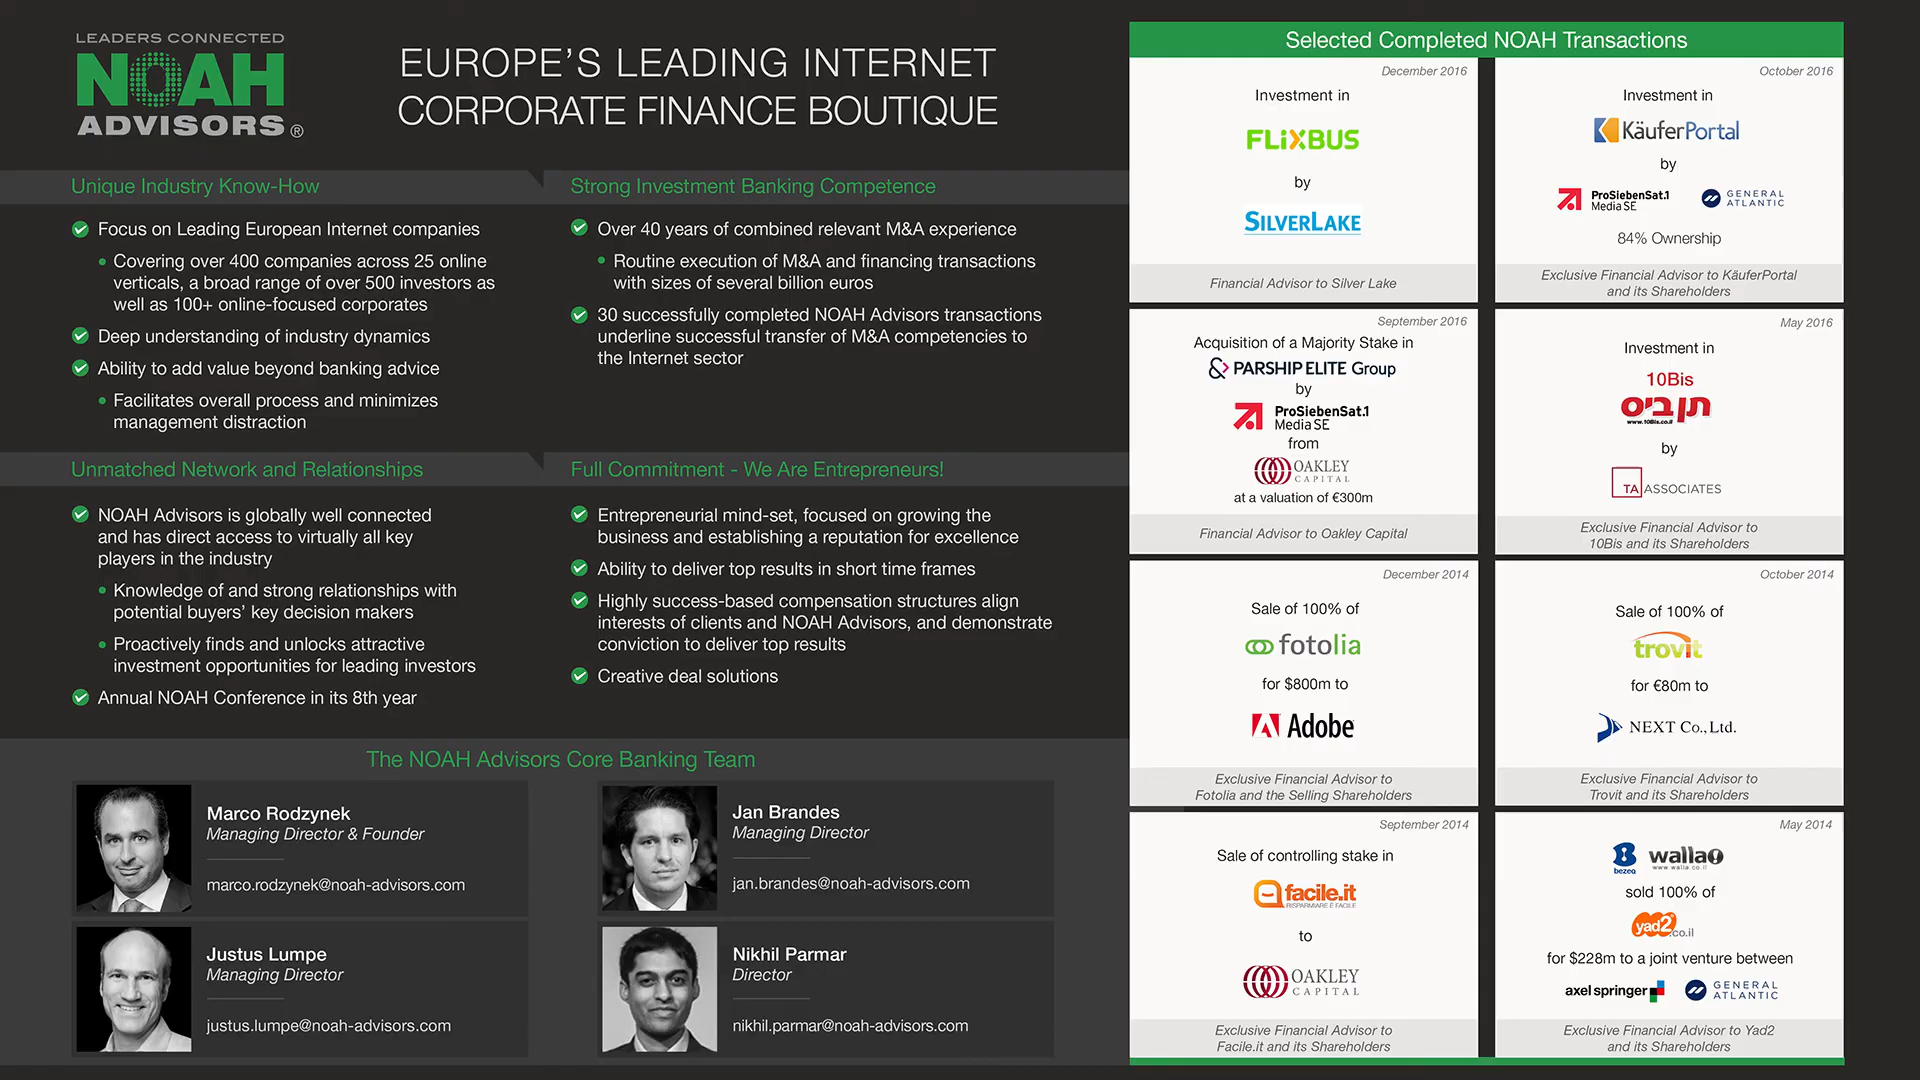 LEADERS CONNECTED
NOAH
ADVISORS ®
EUROPE’S LEADING INTERNET
CORPORATE FINANCE BOUTIQUE
Unique Industry Know-How
Focus on Leading European Internet companies
Covering over 400 companies across 25 online
verticals, a broad range of over 500 investors as
well as 100+ online-focused corporates
Deep understanding of industry dynamics
Ability to add value beyond banking advice
Facilitates overall process and minimizes
management distraction
Strong Investment Banking Competence
Over 40 years of combined relevant M&A experience
Routine execution of M&A and financing transactions
with sizes of several billion euros
30 successfully completed NOAH Advisors transactions
underline successful transfer of M&A competencies to
the Internet sector
Unmatched Network and Relationships
NOAH Advisors is globally well connected
and has direct access to virtually all key
players in the industry
Knowledge of and strong relationships with
potential buyers’ key decision makers
Proactively finds and unlocks attractive
investment opportunities for leading investors
Annual NOAH Conference in its 8th year
Full Commitment - We Are Entrepreneurs!
Entrepreneurial mind-set, focused on growing the
business and establishing a reputation for excellence
Ability to deliver top results in short time frames
Highly success-based compensation structures align
interests of clients and NOAH Advisors, and demonstrate
conviction to deliver top results
Creative deal solutions
The NOAH Advisors Core Banking Team
Marco Rodzynek
Managing Director & Founder
marco.rodzynek@noah-advisors.com
Jan Brandes
Managing Director
jan.brandes@noah-advisors.com
Justus Lumpe
Managing Director
justus.lumpe@noah-advisors.com
Nikhil Parmar
Director
nikhil.parmar@noah-advisors.com
Selected Completed NOAH Transactions
December 2016
Investment in
FLiXBUS
by
SILVERLAKE
Financial Advisor to Silver Lake
October 2016
Investment in
KäuferPortal
by
ProSiebenSat.1
Media SE
GENERAL
ATLANTIC
84% Ownership
Exclusive Financial Advisor to KäuferPortal
and its Shareholders
September 2016
Acquisition of a Majority Stake in
PARSHIP ELITE Group
by
ProSiebenSat.1
Media SE
from
OAKLEY
CAPITAL
at a valuation of €300m
Financial Advisor to Oakley Capital
May 2016
Investment in
10Bis
תן ביס
www.10Bis.co.il
by
TA ASSOCIATES
Exclusive Financial Advisor to
10Bis and its Shareholders
December 2014
Sale of 100% of
fotolia
for $800m to
Adobe
Exclusive Financial Advisor to
Fotolia and the Selling Shareholders
October 2014
Sale of 100% of
trovit
for €80m to
NEXT Co., Ltd.
Exclusive Financial Advisor to
Trovit and its Shareholders
September 2014
Sale of controlling stake in
facile.it
RISPARMIARE È FACILE
to
OAKLEY
CAPITAL
Exclusive Financial Advisor to
Facile.it and its Shareholders
May 2014
bezeq
walla!
www.walla.co.il
sold 100% of
yad2.co.il
for $228m to a joint venture between
axel springer
GENERAL
ATLANTIC
Exclusive Financial Advisor to Yad2
and its Shareholders